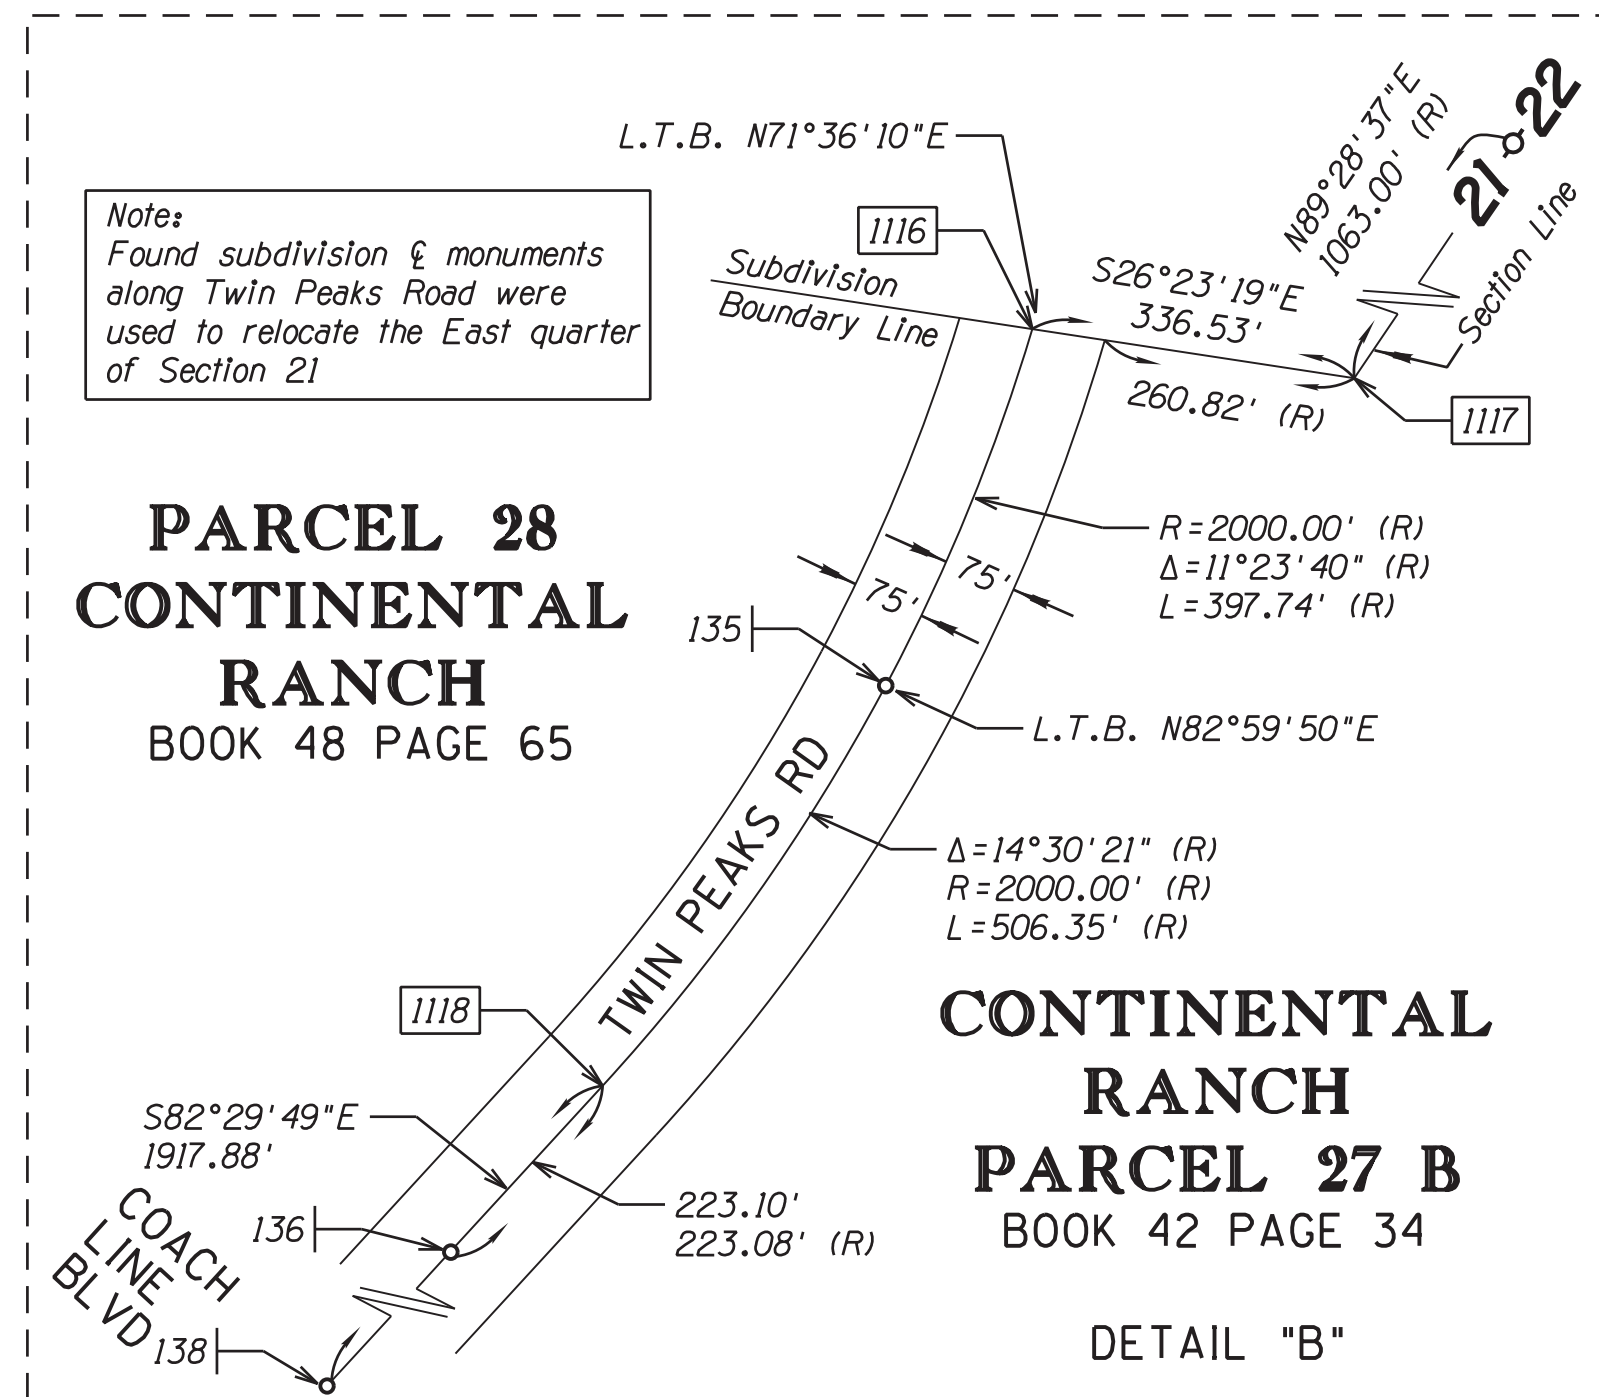 L.T.B. N71°36'10"E
N89°28'37"E
1063.00' (R)
21
22
Section Line
Note:
Found subdivision ℄ monuments
along Twin Peaks Road were
used to relocate the East quarter
of Section 21
1116
Subdivision
Boundary Line
S26°23'19"E
336.53'
260.82' (R)
1117
PARCEL 28
CONTINENTAL
RANCH
BOOK 48 PAGE 65
R=2000.00' (R)
Δ=11°23'40" (R)
L=397.74' (R)
75'
75'
135
L.T.B. N82°59'50"E
TWIN PEAKS RD
Δ=14°30'21" (R)
R=2000.00' (R)
L=506.35' (R)
1118
CONTINENTAL
RANCH
PARCEL 27 B
BOOK 42 PAGE 34
S82°29'49"E
1917.88'
223.10'
223.08' (R)
136
COACH
LINE
BLVD
138
DETAIL "B"